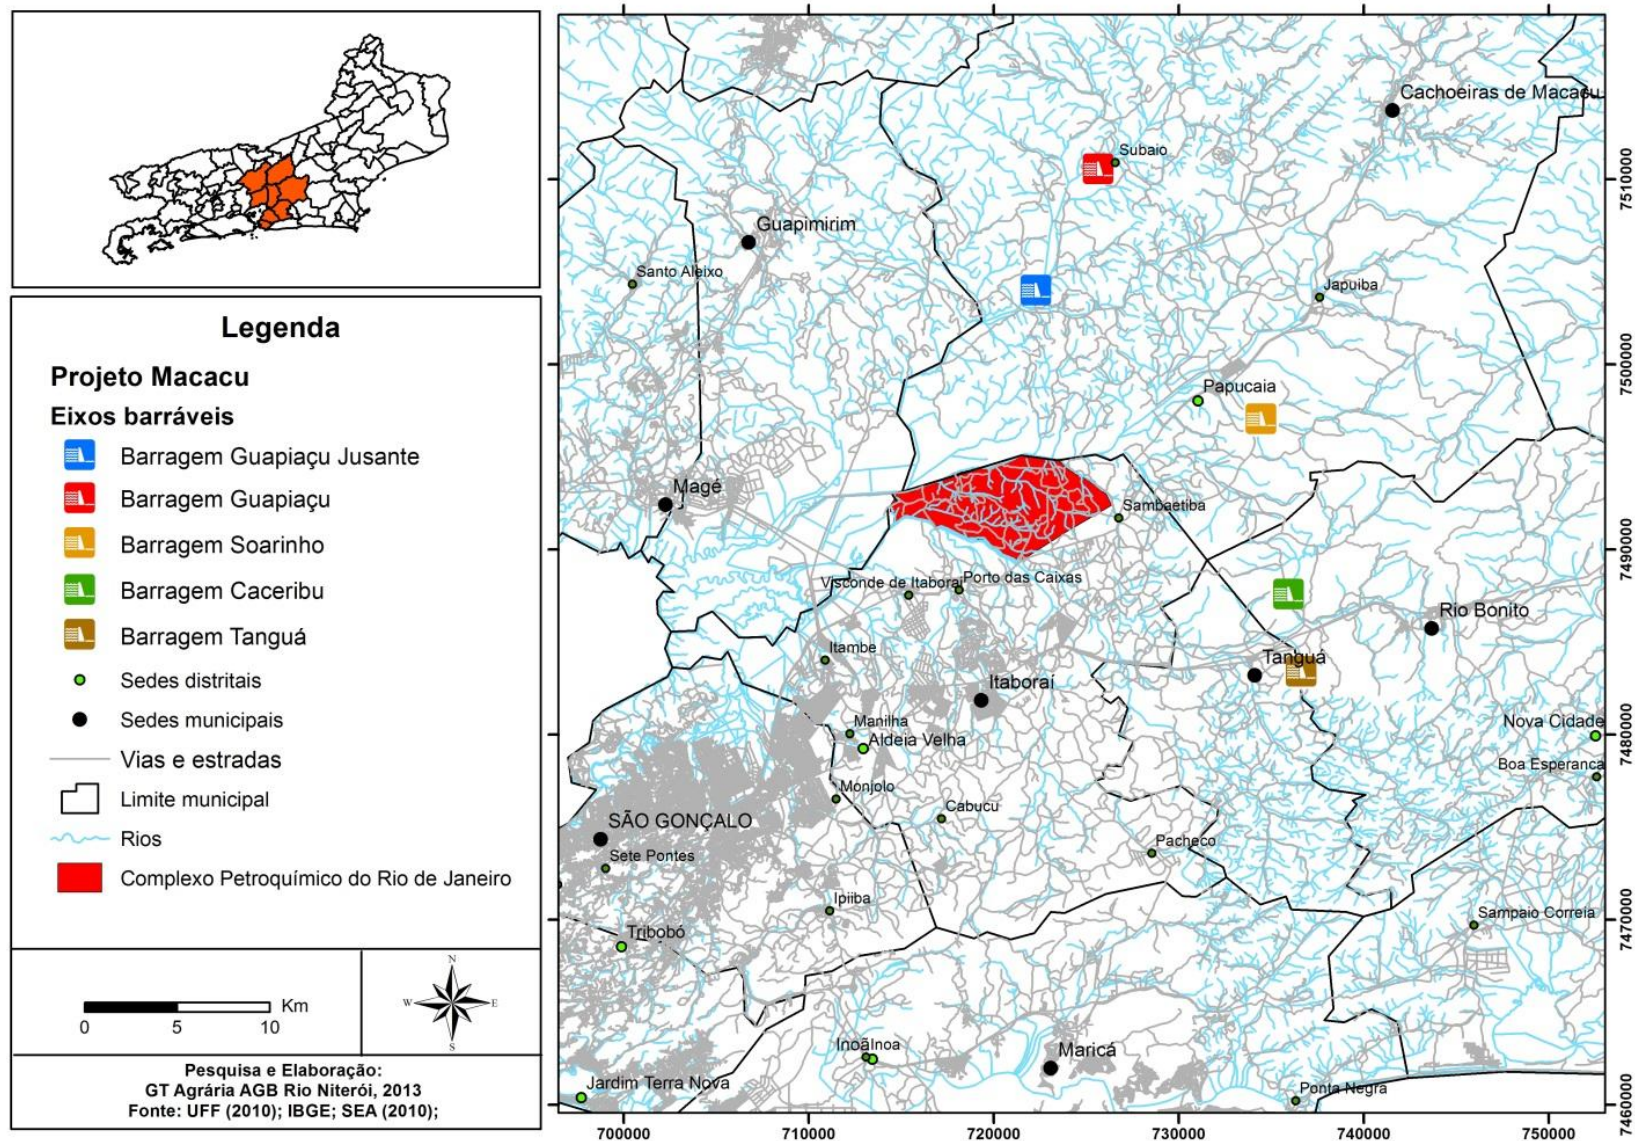 Legenda
Projeto Macacu
Eixos barráveis
Barragem Guapiaçu Jusante
Barragem Guapiaçu
Barragem Soarinho
Barragem Caceribu
Barragem Tanguá
Sedes distritais
Sedes municipais
Vias e estradas
Limite municipal
Rios
Complexo Petroquímico do Rio de Janeiro
Km
0 5 10
N
W E
S
Pesquisa e Elaboração:
GT Agrária AGB Rio Niterói, 2013
Fonte: UFF (2010); IBGE; SEA (2010);
Cachoeiras de Macacu
Subaio
Guapimirim
Santo Aleixo
Japuiba
Papucaia
Magé
Sambaetiba
Visconde de Itaboraí
Porto das Caixas
Rio Bonito
Itambe
Tanguá
Itaboraí
Nova Cidade
Manilha
Aldeia Velha
Boa Esperanca
Monjolo
Cabucu
SÃO GONÇALO
Pacheco
Sete Pontes
Ipiiba
Sampaio Correia
Tribobó
Inoã
Inoa
Maricá
Jardim Terra Nova
Ponta Negra
7510000
7500000
7490000
7480000
7470000
7460000
700000 710000 720000 730000 740000 750000